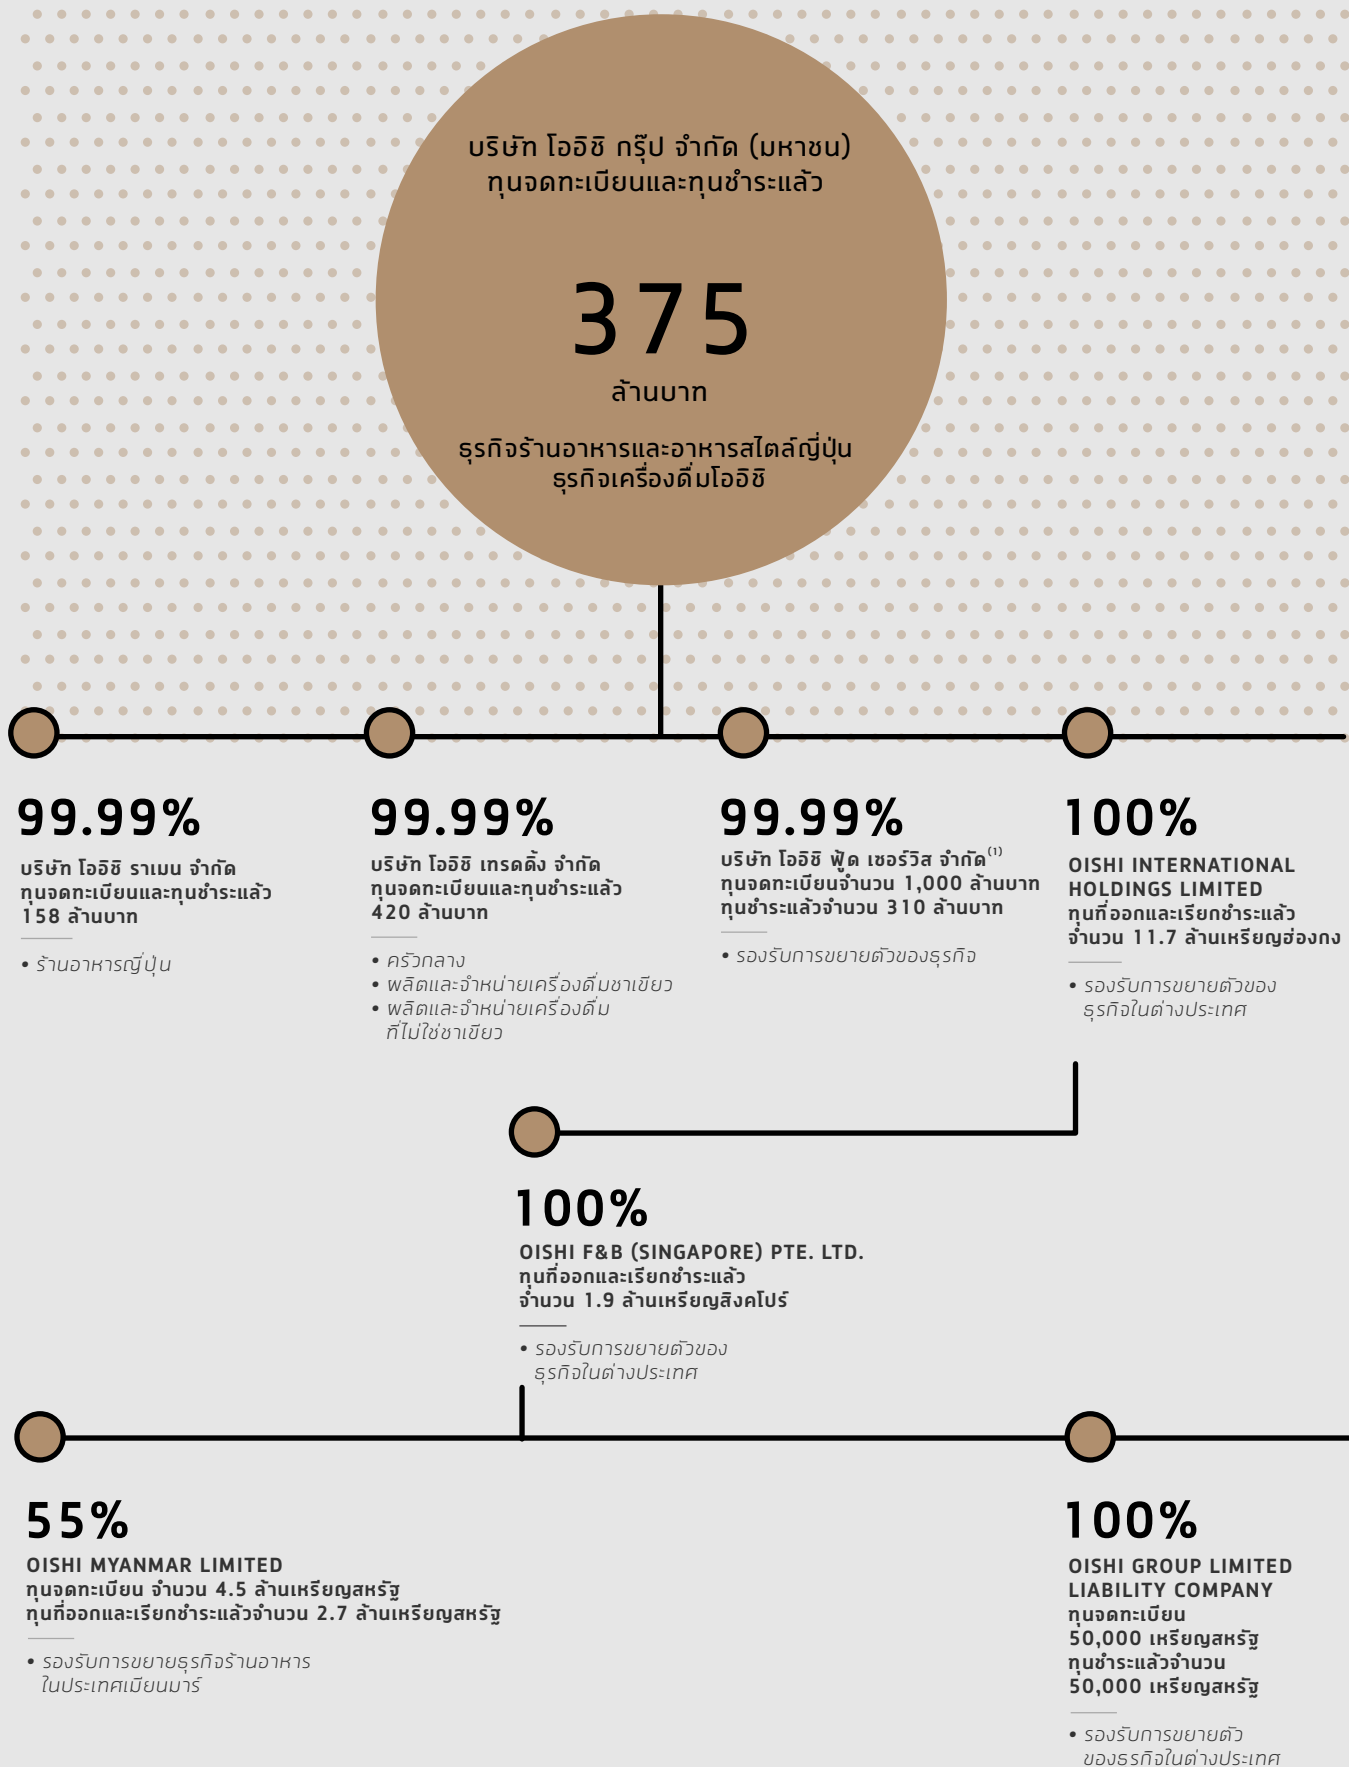 บริษัท โออิชิ กรุ๊ป จำกัด (มหาชน)
ทุนจดทะเบียนและทุนชำระแล้ว
375
ล้านบาท
ธุรกิจร้านอาหารและอาหารสไตล์ญี่ปุ่น
ธุรกิจเครื่องดื่มโออิชิ
99.99%
บริษัท โออิชิ ราเมน จำกัด
ทุนจดทะเบียนและทุนชำระแล้ว
158 ล้านบาท
• ร้านอาหารญี่ปุ่น
99.99%
บริษัท โออิชิ เทรดดิ้ง จำกัด
ทุนจดทะเบียนและทุนชำระแล้ว
420 ล้านบาท
• ครัวกลาง
• ผลิตและจำหน่ายเครื่องดื่มชาเขียว
• ผลิตและจำหน่ายเครื่องดื่ม
ที่ไม่ใช่ชาเขียว
99.99%
บริษัท โออิชิ ฟู้ด เซอร์วิส จำกัด⁽¹⁾
ทุนจดทะเบียนจำนวน 1,000 ล้านบาท
ทุนชำระแล้วจำนวน 310 ล้านบาท
• รองรับการขยายตัวของธุรกิจ
100%
OISHI INTERNATIONAL
HOLDINGS LIMITED
ทุนที่ออกและเรียกชำระแล้ว
จำนวน 11.7 ล้านเหรียญฮ่องกง
• รองรับการขยายตัวของ
ธุรกิจในต่างประเทศ
100%
OISHI F&B (SINGAPORE) PTE. LTD.
ทุนที่ออกและเรียกชำระแล้ว
จำนวน 1.9 ล้านเหรียญสิงคโปร์
• รองรับการขยายตัวของ
ธุรกิจในต่างประเทศ
55%
OISHI MYANMAR LIMITED
ทุนจดทะเบียน จำนวน 4.5 ล้านเหรียญสหรัฐ
ทุนที่ออกและเรียกชำระแล้วจำนวน 2.7 ล้านเหรียญสหรัฐ
• รองรับการขยายธุรกิจร้านอาหาร
ในประเทศเมียนมาร์
100%
OISHI GROUP LIMITED
LIABILITY COMPANY
ทุนจดทะเบียน
50,000 เหรียญสหรัฐ
ทุนชำระแล้วจำนวน
50,000 เหรียญสหรัฐ
• รองรับการขยายตัว
ของธุรกิจในต่างประเทศ